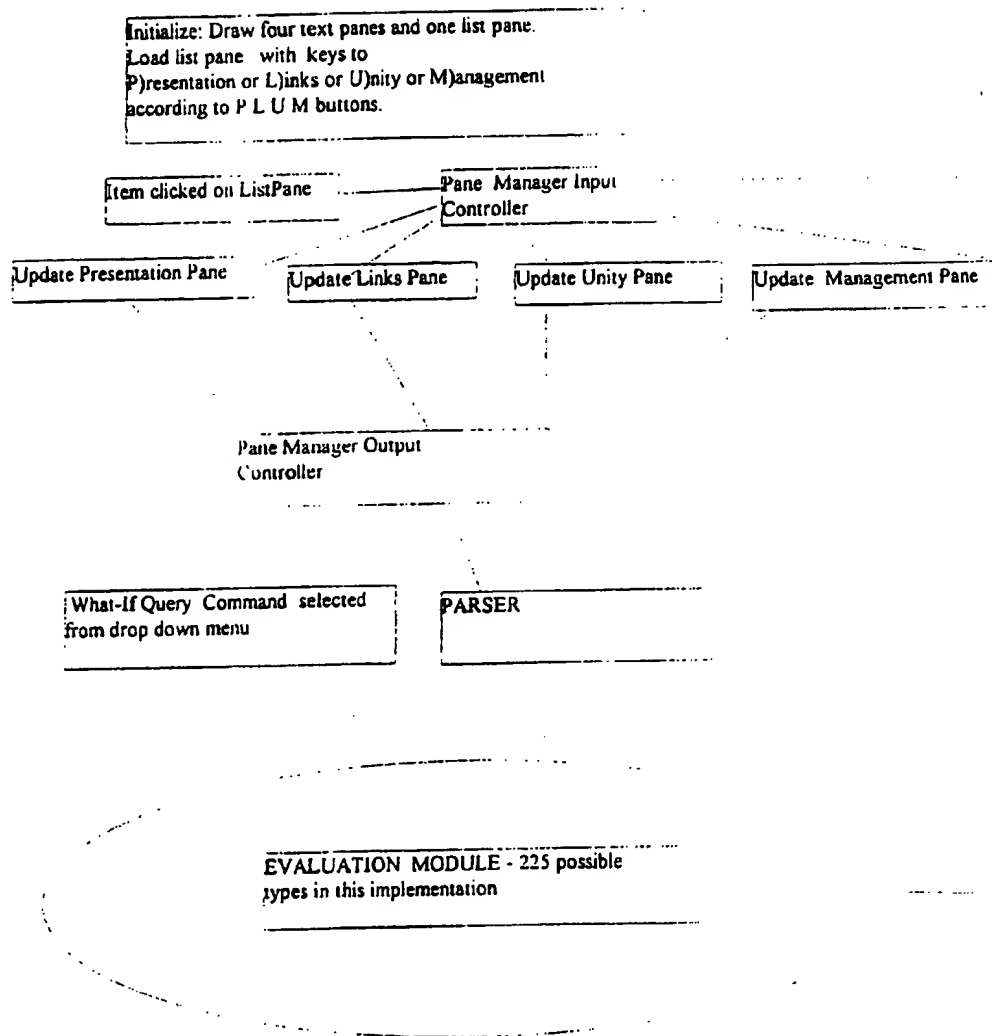 Initialize: Draw four text panes and one list pane.
Load list pane with keys to
P)resentation or L)inks or U)nity or M)anagement
according to P L U M buttons.
Item clicked on ListPane
Pane Manager Input
Controller
Update Presentation Pane
Update Links Pane
Update Unity Pane
Update Management Pane
Pane Manager Output
Controller
What-If Query Command selected
from drop down menu
PARSER
EVALUATION MODULE - 225 possible
types in this implementation